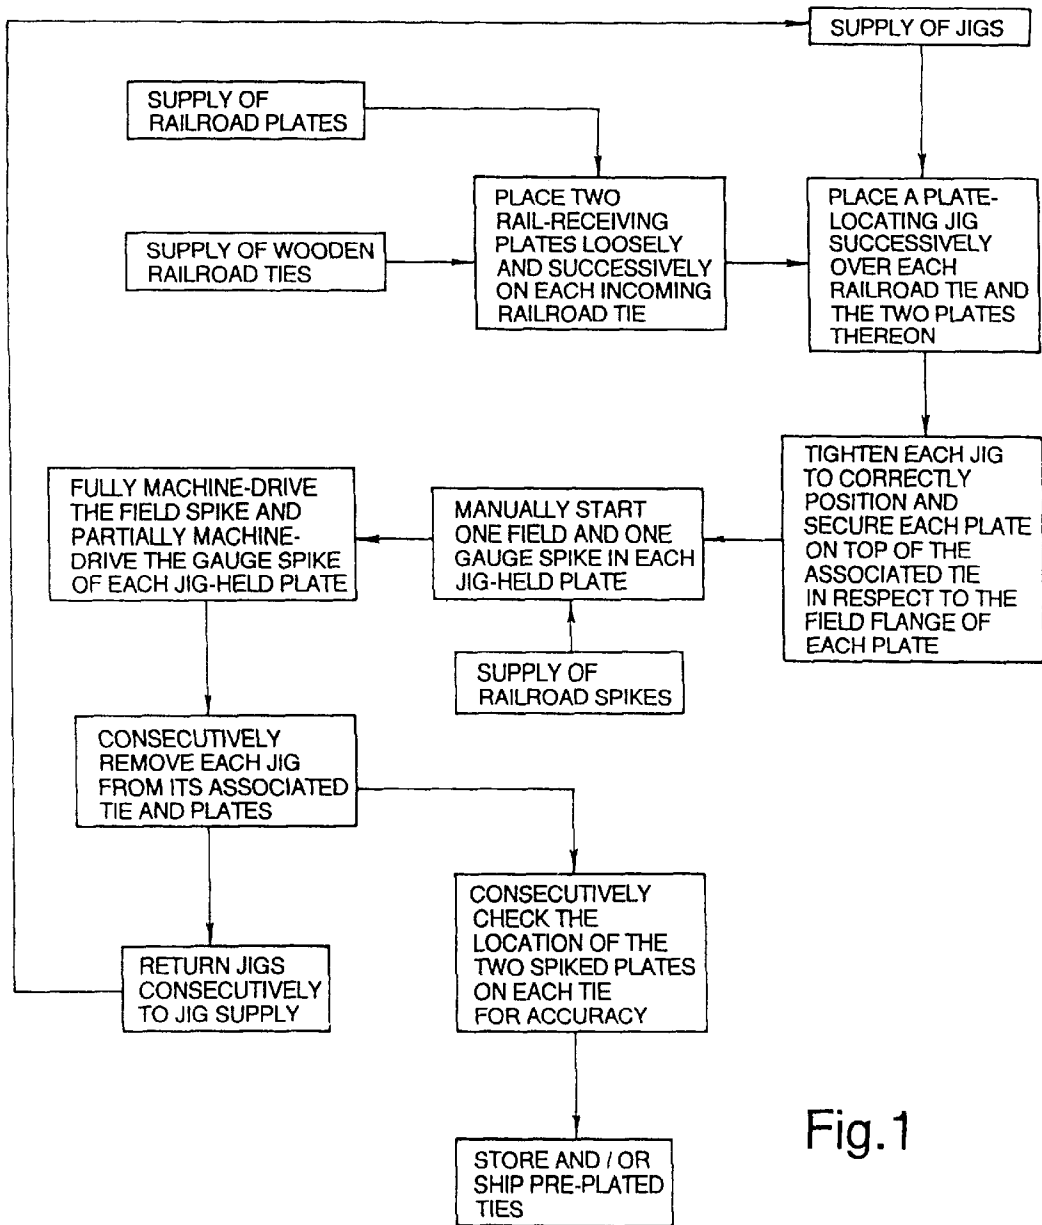 SUPPLY OF JIGS
SUPPLY OF
RAILROAD PLATES
SUPPLY OF WOODEN
RAILROAD TIES
PLACE TWO
RAIL-RECEIVING
PLATES LOOSELY
AND SUCCESSIVELY
ON EACH INCOMING
RAILROAD TIE
PLACE A PLATE-
LOCATING JIG
SUCCESSIVELY
OVER EACH
RAILROAD TIE AND
THE TWO PLATES
THEREON
TIGHTEN EACH JIG
TO CORRECTLY
POSITION AND
SECURE EACH PLATE
ON TOP OF THE
ASSOCIATED TIE
IN RESPECT TO THE
FIELD FLANGE OF
EACH PLATE
MANUALLY START
ONE FIELD AND ONE
GAUGE SPIKE IN EACH
JIG-HELD PLATE
SUPPLY OF
RAILROAD SPIKES
FULLY MACHINE-DRIVE
THE FIELD SPIKE AND
PARTIALLY MACHINE-
DRIVE THE GAUGE SPIKE
OF EACH JIG-HELD PLATE
CONSECUTIVELY
REMOVE EACH JIG
FROM ITS ASSOCIATED
TIE AND PLATES
RETURN JIGS
CONSECUTIVELY
TO JIG SUPPLY
CONSECUTIVELY
CHECK THE
LOCATION OF THE
TWO SPIKED PLATES
ON EACH TIE
FOR ACCURACY
STORE AND / OR
SHIP PRE-PLATED
TIES
Fig.1